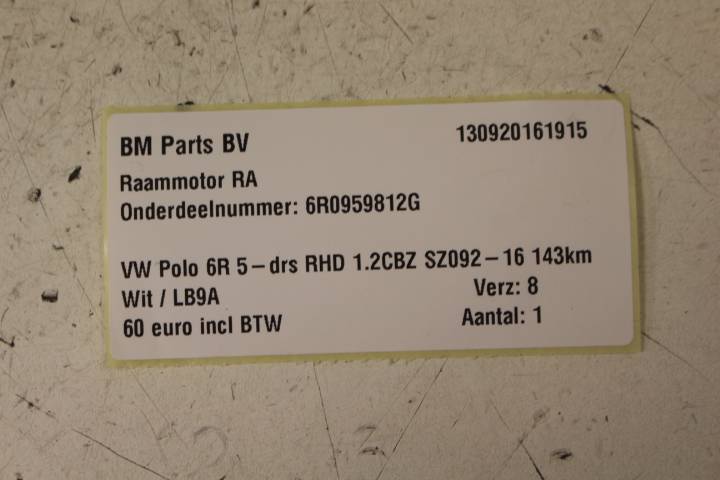 BM Parts BV 130920161915
Raammotor RA
Onderdeelnummer: 6R0959812G
VW Polo 6R 5-drs RHD 1.2CBZ SZ092-16 143km
Wit / LB9A Verz: 8
60 euro incl BTW Aantal: 1